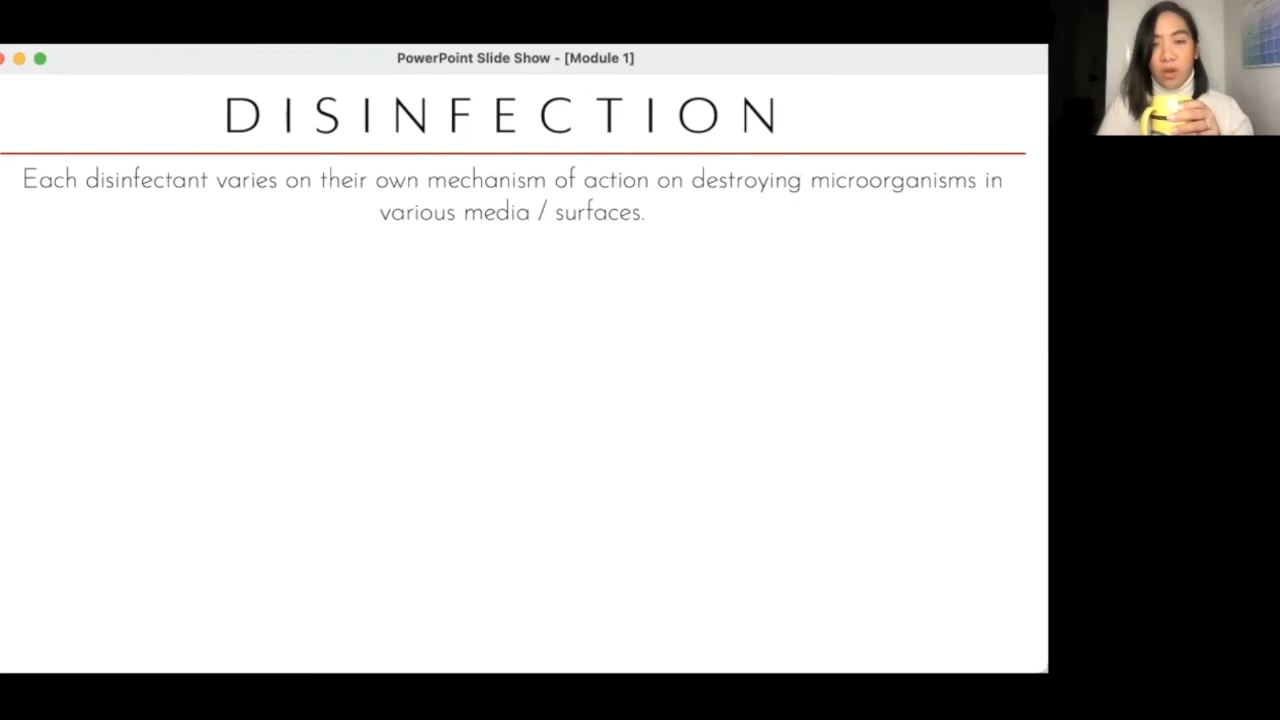 PowerPoint Slide Show - [Module 1]
DISINFECTION
Each disinfectant varies on their own mechanism of action on destroying microorganisms in
various media / surfaces.